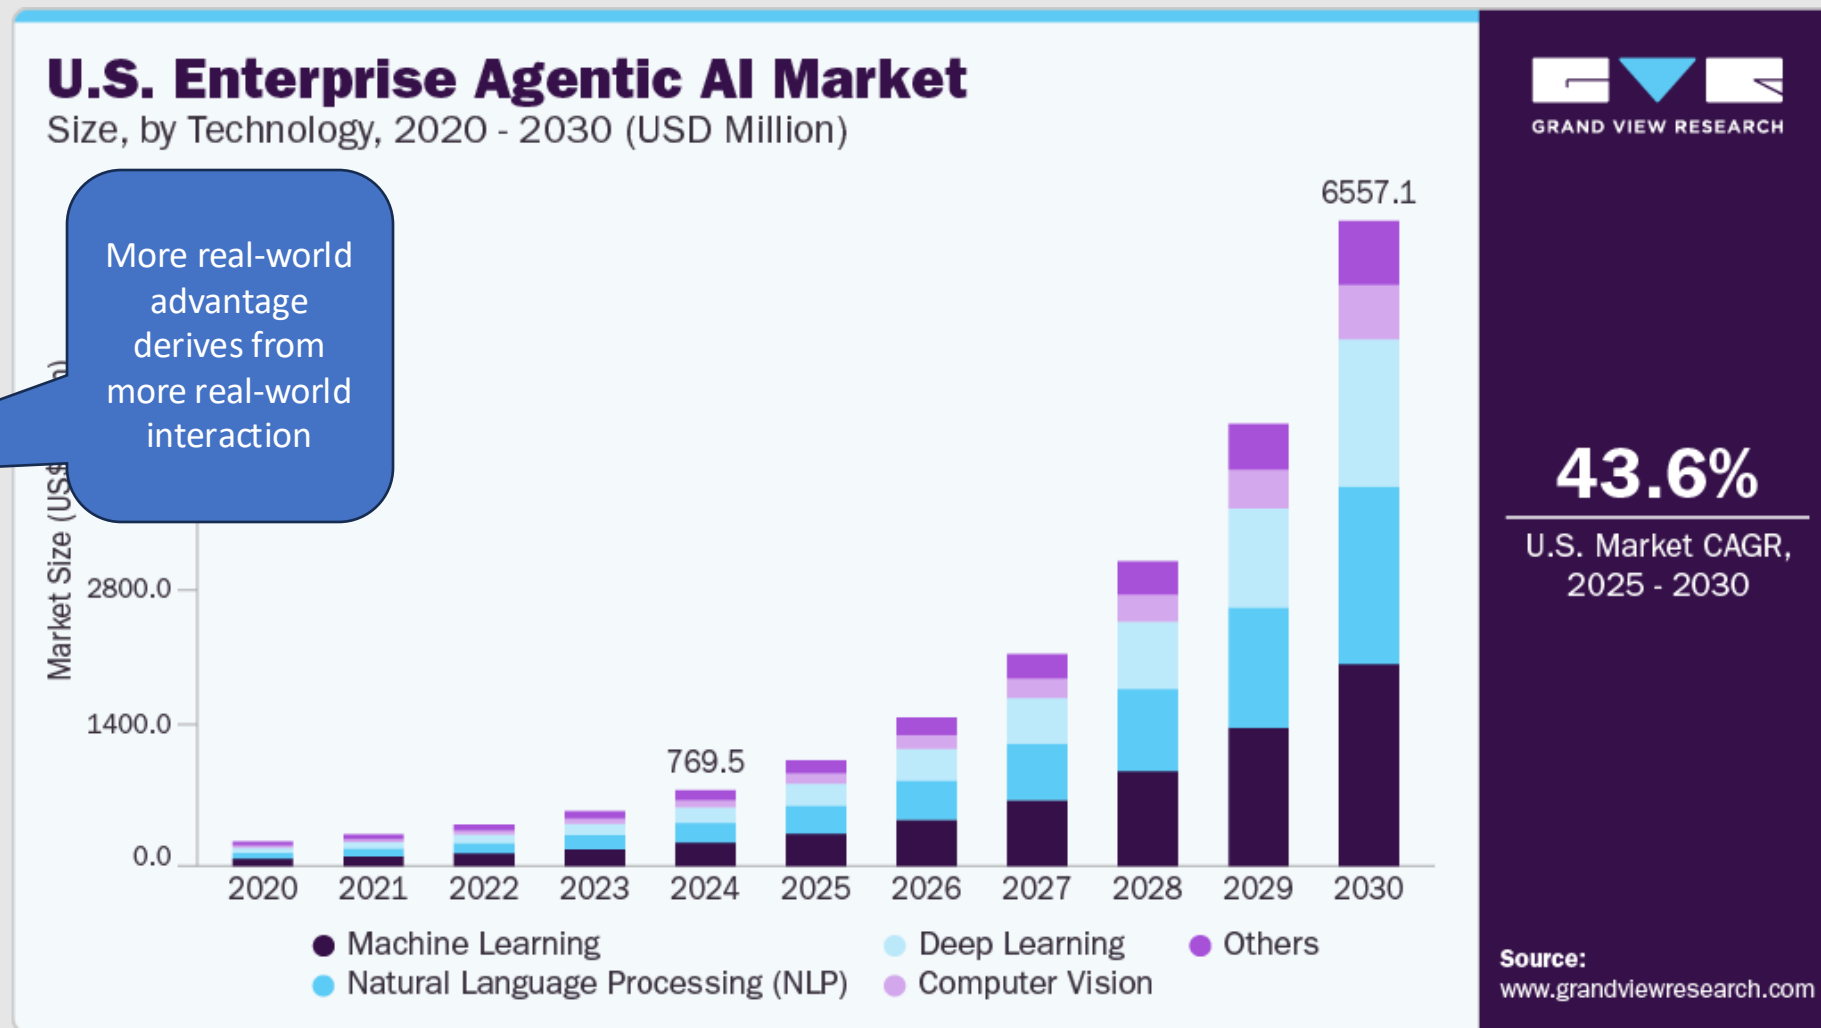 U.S. Enterprise Agentic AI Market
Size, by Technology, 2020 - 2030 (USD Million)
GRAND VIEW RESEARCH
More real-world
advantage
derives from
more real-world
interaction
Market Size (US$
2800.0
1400.0
0.0
769.5
6557.1
2020 2021 2022 2023 2024 2025 2026 2027 2028 2029 2030
Machine Learning Deep Learning Others
Natural Language Processing (NLP) Computer Vision
43.6%
U.S. Market CAGR,
2025 - 2030
Source:
www.grandviewresearch.com